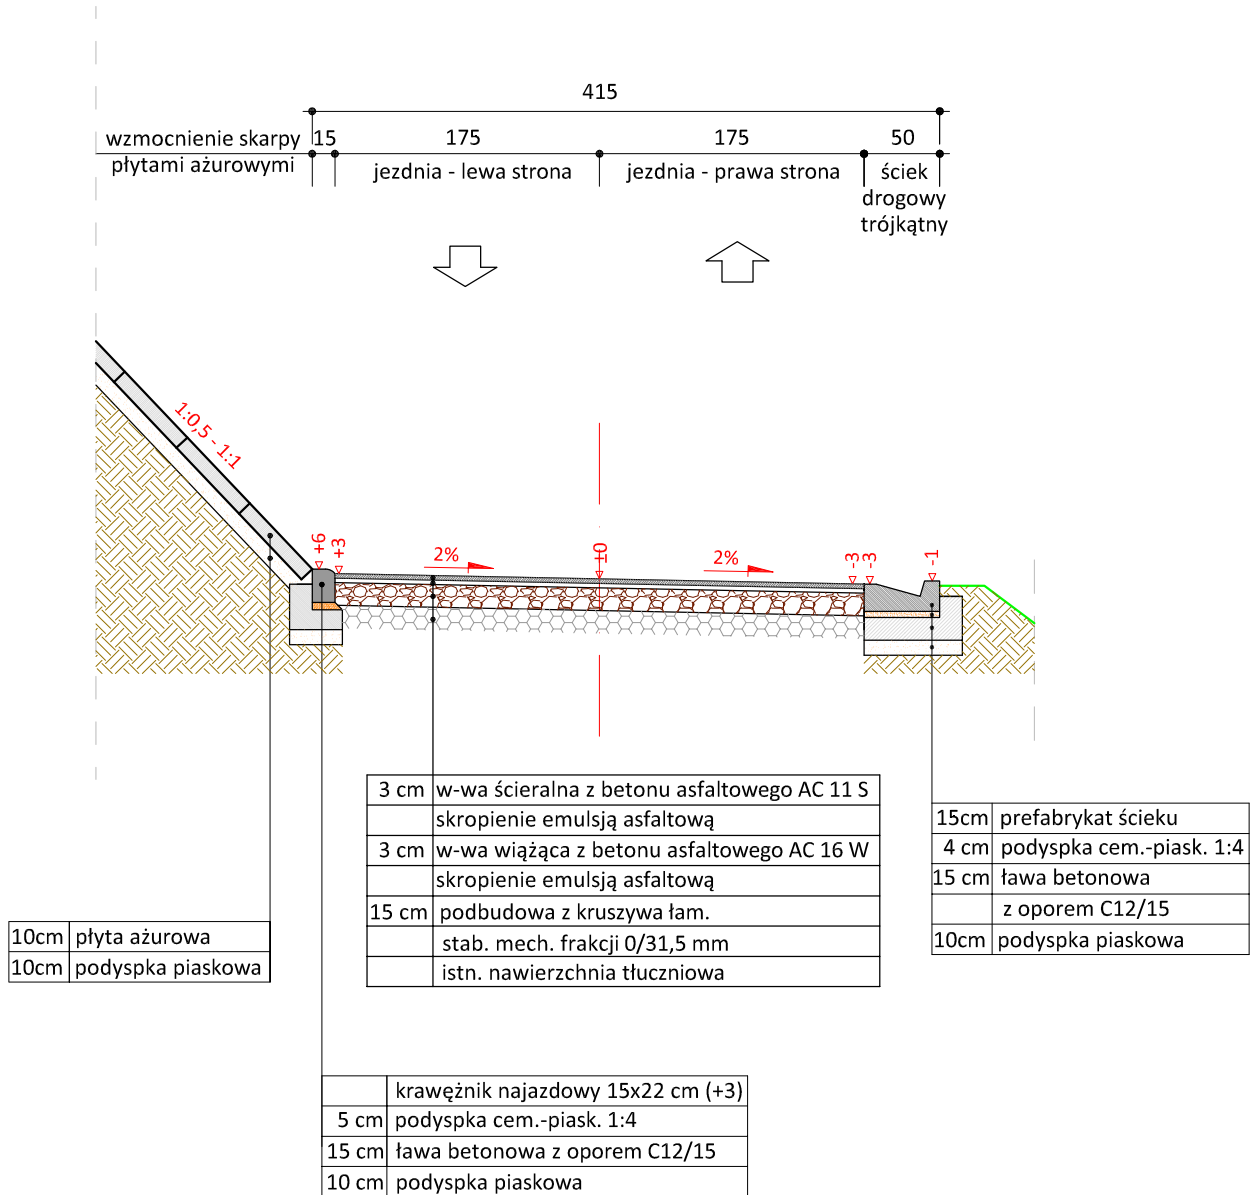 415
wzmocnienie skarpy 15 175 175 50
płytami ażurowymi jezdnia - lewa strona jezdnia - prawa strona ściek
drogowy
trójkątny
1:0,5 - 1:1
+6 +3 2% ±0 2% -3 -3 -1
3 cm w-wa ścieralna z betonu asfaltowego AC 11 S
skropienie emulsją asfaltową
3 cm w-wa wiążąca z betonu asfaltowego AC 16 W
skropienie emulsją asfaltową
15 cm podbudowa z kruszywa łam.
stab. mech. frakcji 0/31,5 mm
istn. nawierzchnia tłuczniowa
15cm prefabrykat ścieku
4 cm podyspka cem.-piask. 1:4
15 cm ława betonowa
z oporem C12/15
10cm podyspka piaskowa
10cm płyta ażurowa
10cm podyspka piaskowa
krawężnik najazdowy 15x22 cm (+3)
5 cm podyspka cem.-piask. 1:4
15 cm ława betonowa z oporem C12/15
10 cm podyspka piaskowa